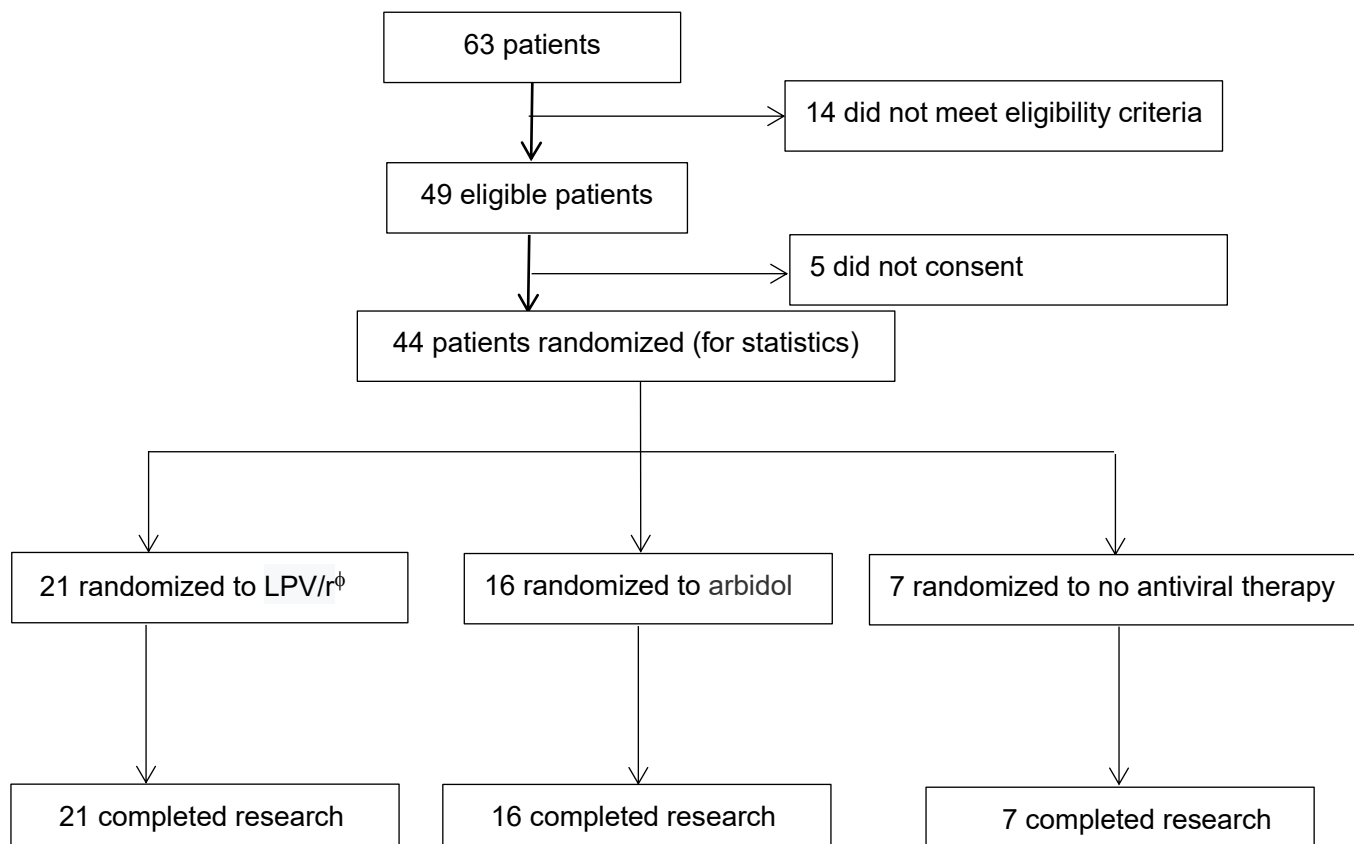 63 patients
14 did not meet eligibility criteria
49 eligible patients
5 did not consent
44 patients randomized (for statistics)
21 randomized to LPV/rϕ
16 randomized to arbidol
7 randomized to no antiviral therapy
21 completed research
16 completed research
7 completed research